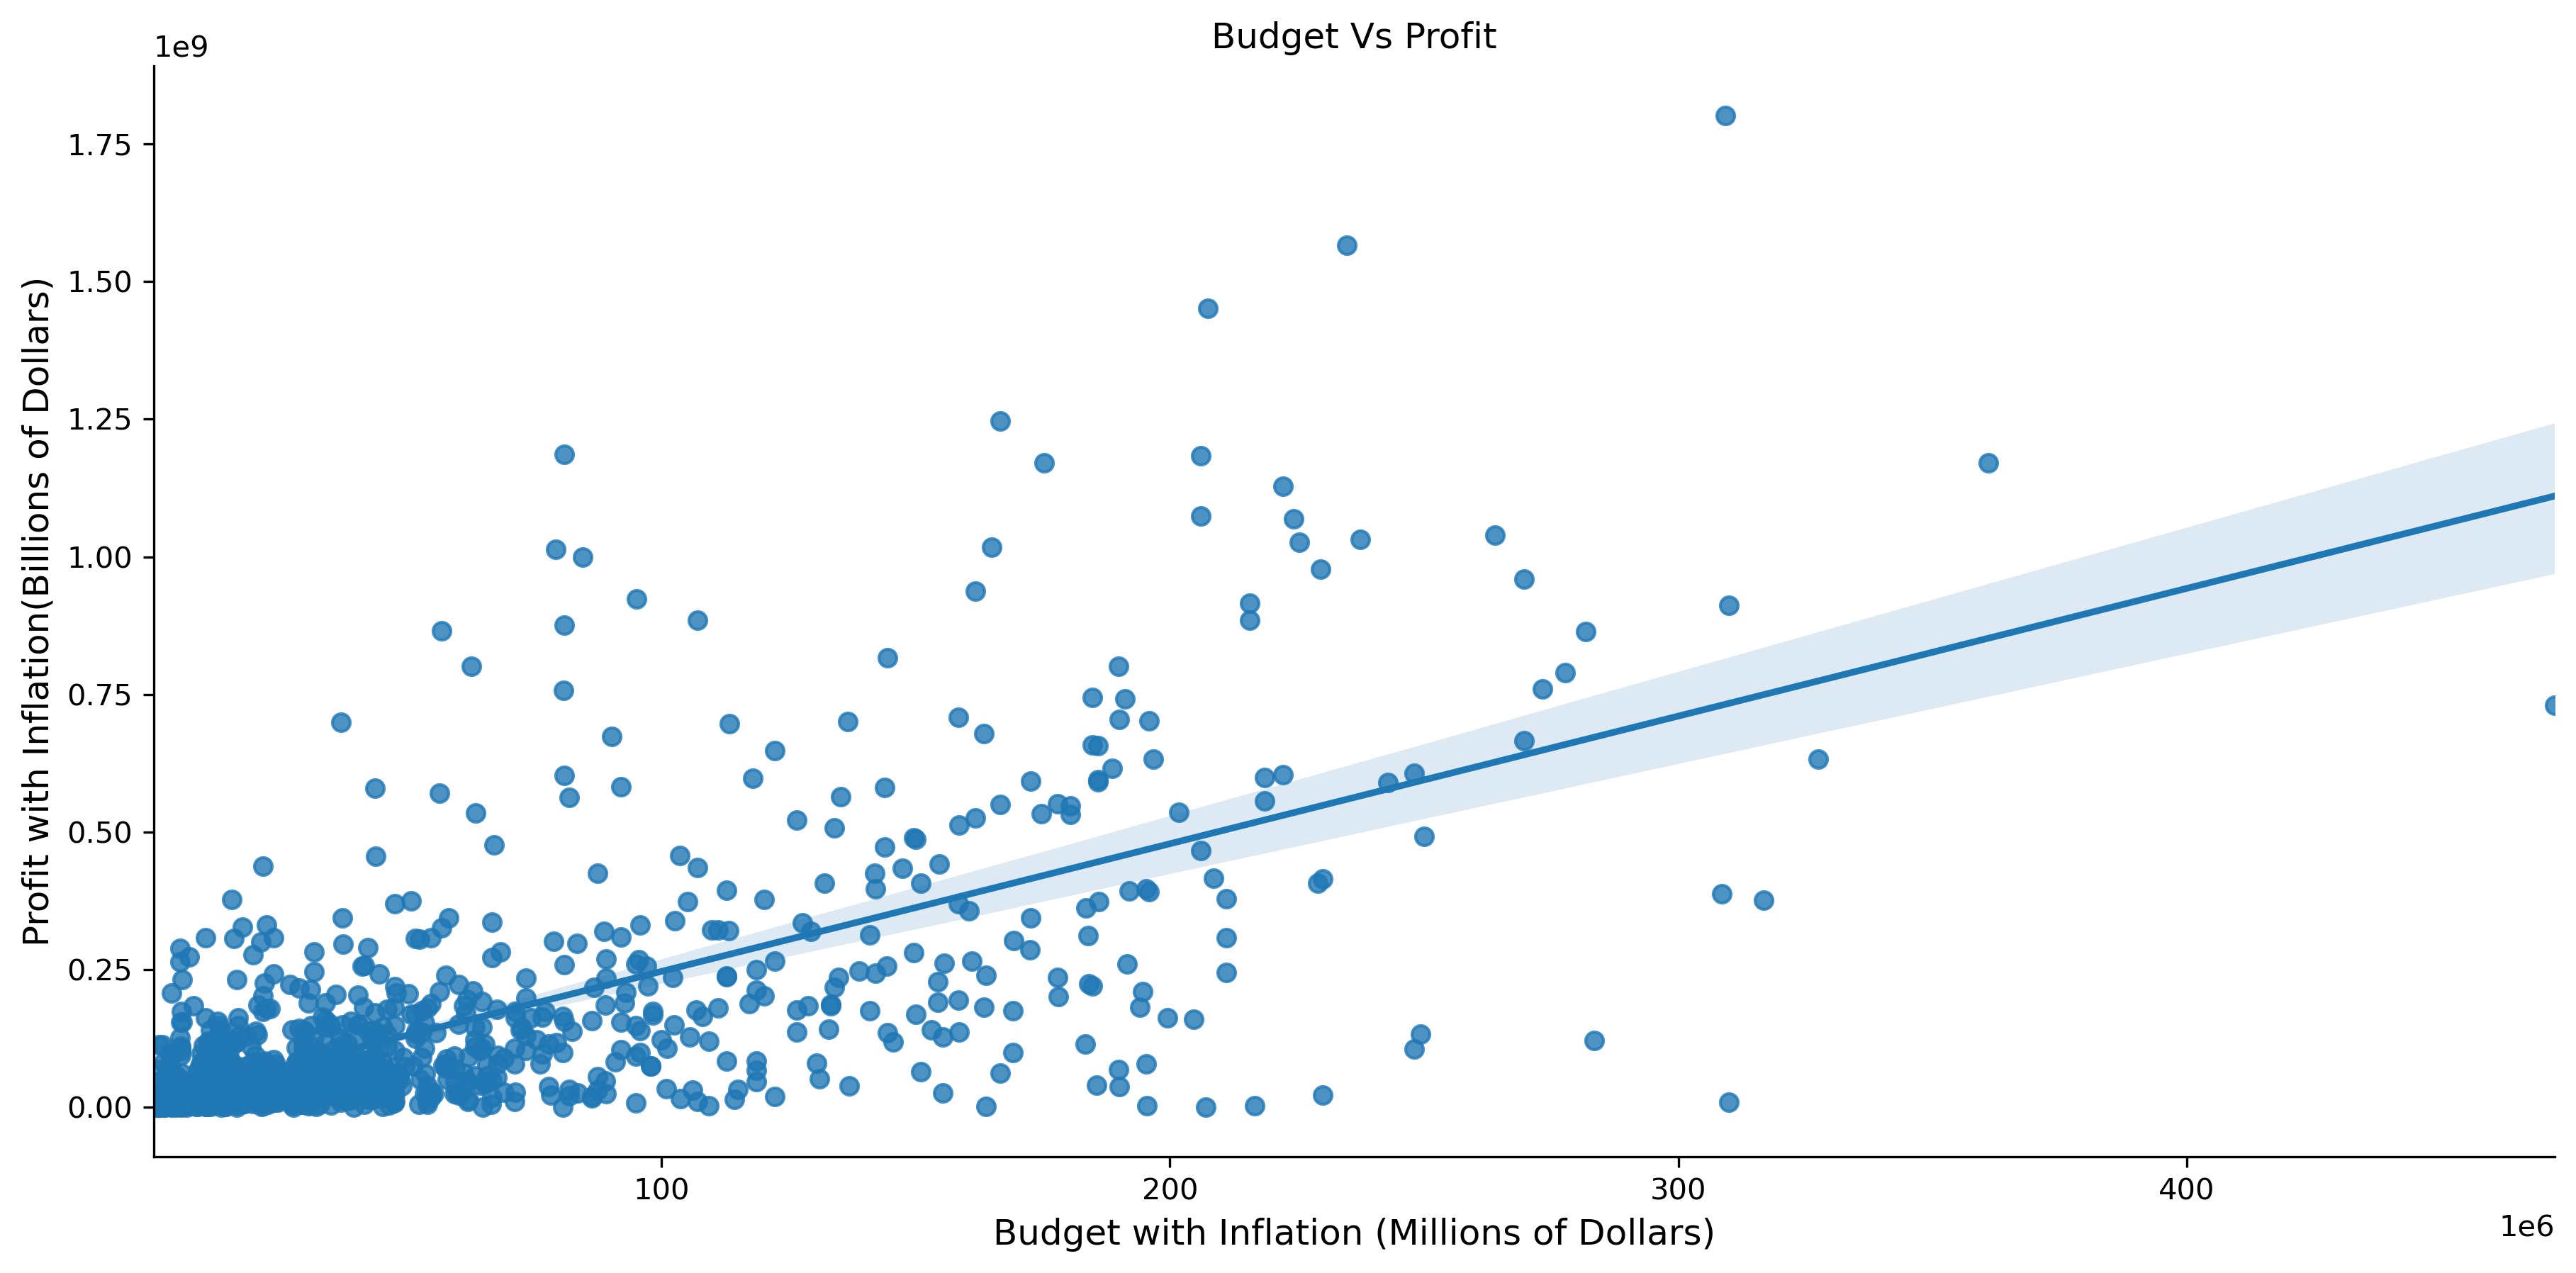 Budget Vs Profit
1e9
1.75
1.50
1.25
1.00
0.75
0.50
0.25
0.00
Profit with Inflation(Billions of Dollars)
100
200
300
400
1e6
Budget with Inflation (Millions of Dollars)